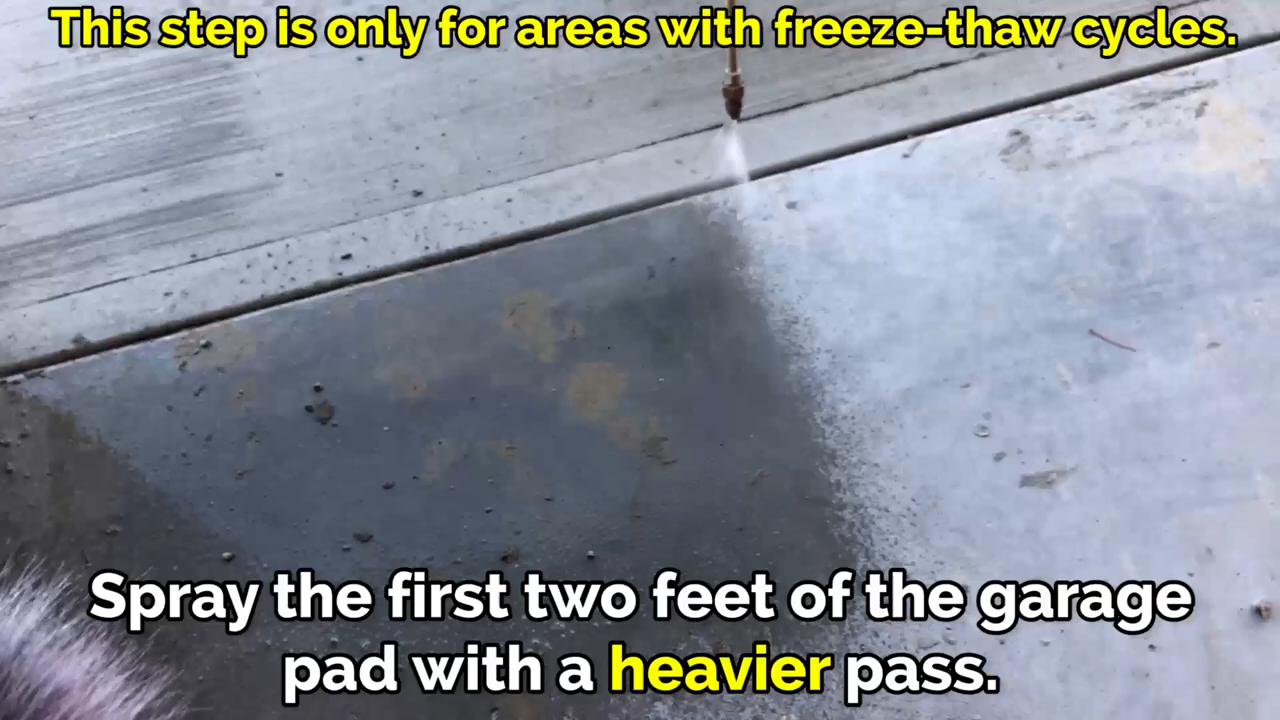 This step is only for areas with freeze-thaw cycles.
Spray the first two feet of the garage
pad with a heavier pass.